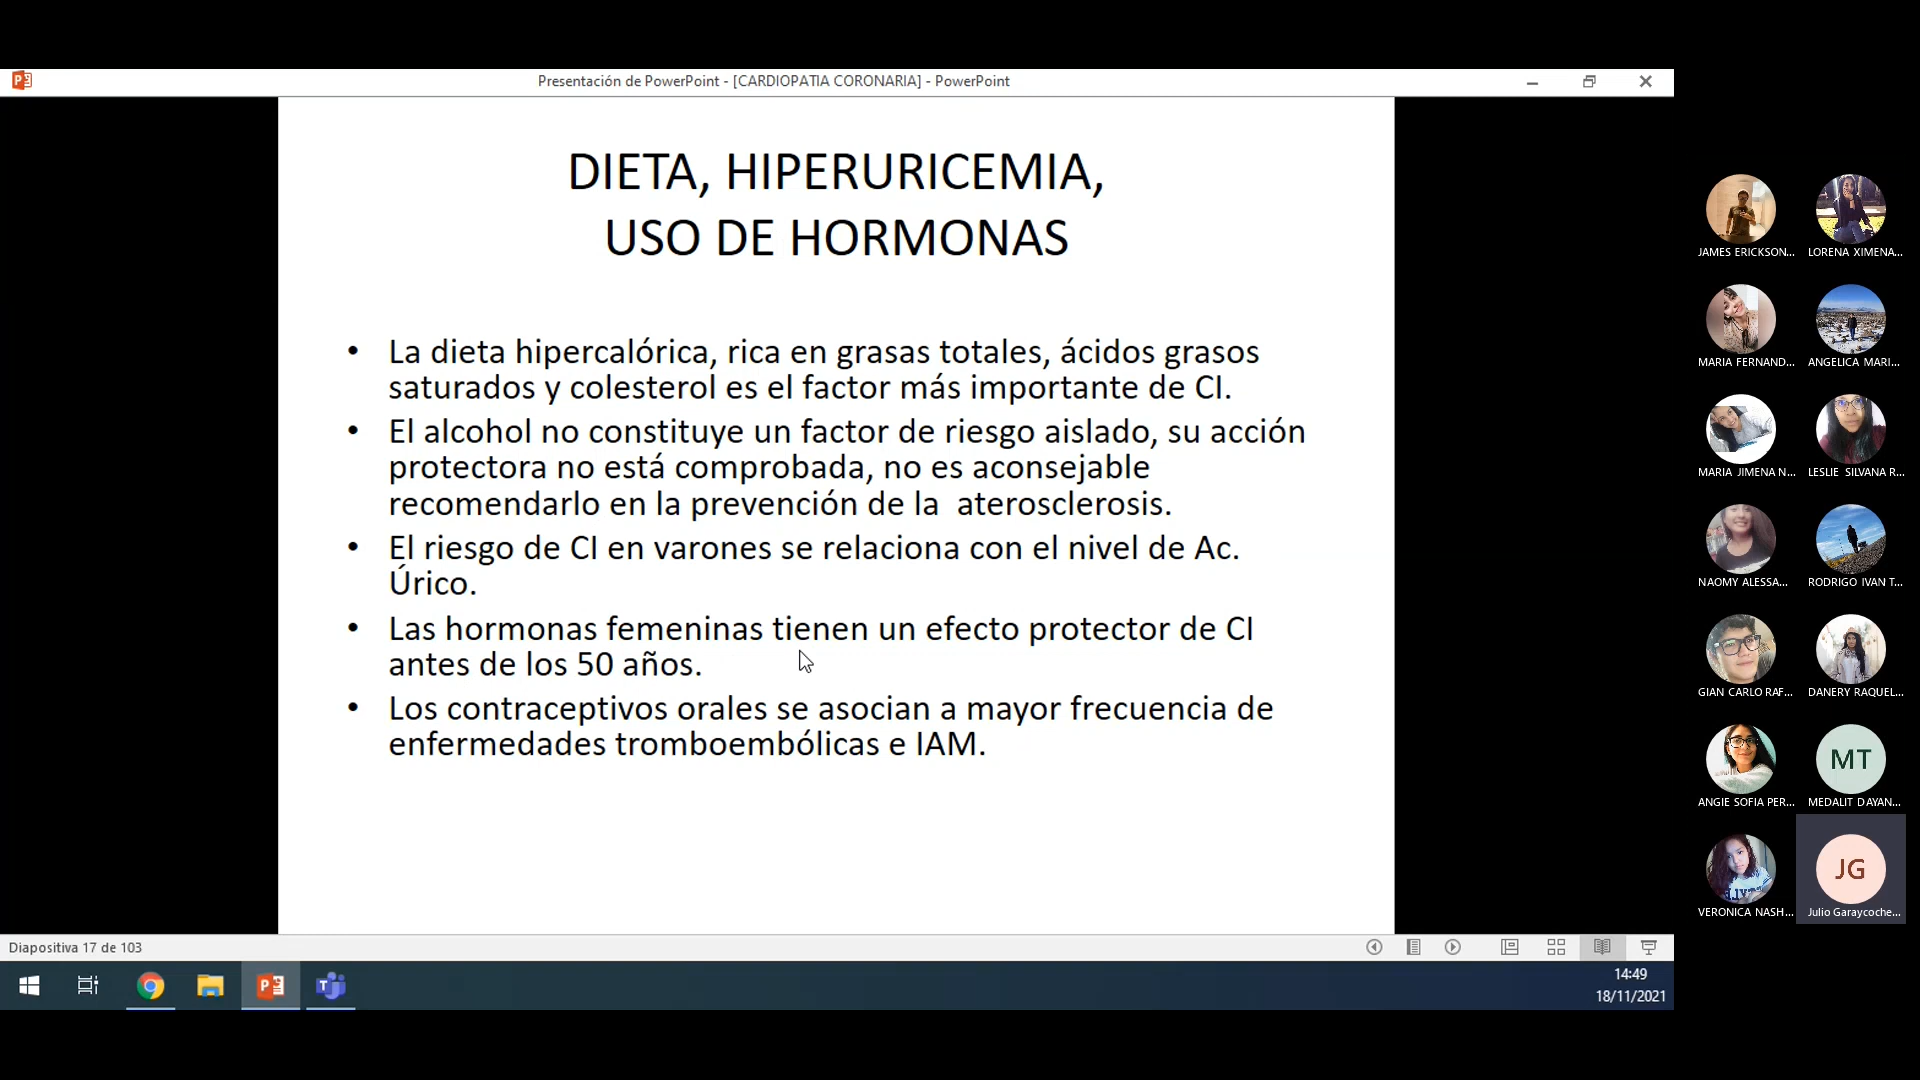 Presentación de PowerPoint - [CARDIOPATIA CORONARIA] - PowerPoint
DIETA, HIPERURICEMIA,
USO DE HORMONAS
• La dieta hipercalórica, rica en grasas totales, ácidos grasos
saturados y colesterol es el factor más importante de CI.
• El alcohol no constituye un factor de riesgo aislado, su acción
protectora no está comprobada, no es aconsejable
recomendarlo en la prevención de la  aterosclerosis.
• El riesgo de CI en varones se relaciona con el nivel de Ac.
Úrico.
• Las hormonas femeninas tienen un efecto protector de CI
antes de los 50 años.
• Los contraceptivos orales se asocian a mayor frecuencia de
enfermedades tromboembólicas e IAM.
Diapositiva 17 de 103
14:49
18/11/2021
JAMES ERICKSON...
LORENA XIMENA...
MARIA FERNAND...
ANGELICA MARI...
MARIA JIMENA N...
LESLIE SILVANA R...
NAOMY ALESSA...
RODRIGO IVAN T...
GIAN CARLO RAF...
DANERY RAQUEL...
ANGIE SOFIA PER...
MT
MEDALIT DAYAN...
VERONICA NASH...
JG
Julio Garaycoche...